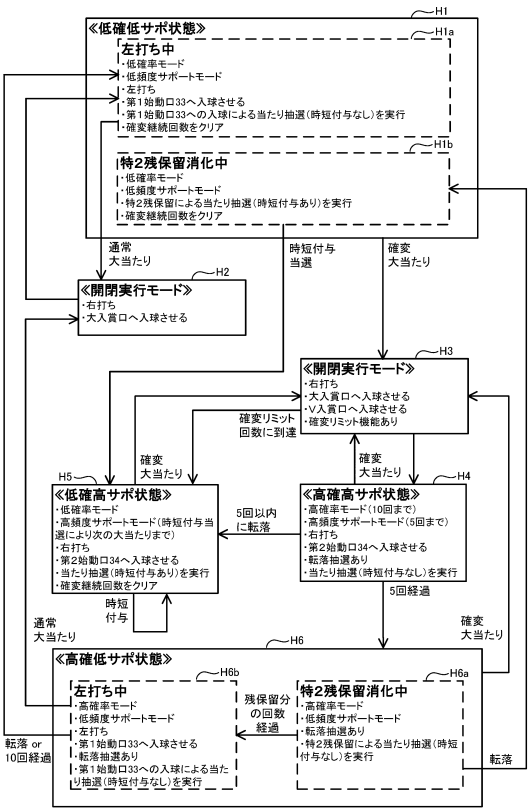 H1
≪低確低サポ状態≫
H1a
左打ち中
・低確率モード
・低頻度サポートモード
・左打ち
・第1始動口33へ入球させる
・第1始動口33への入球による当たり抽選(時短付与なし)を実行
・確変継続回数をクリア
H1b
特2残保留消化中
・低確率モード
・低頻度サポートモード
・特2残保留による当たり抽選(時短付与あり)を実行
・確変継続回数をクリア
通常
大当たり
時短付与
当選
確変
大当たり
H2
≪開閉実行モード≫
・右打ち
・大入賞口へ入球させる
H3
≪開閉実行モード≫
・右打ち
・大入賞口へ入球させる
・V入賞口へ入球させる
・確変リミット機能あり
確変リミット
回数に到達
確変
大当たり
確変
大当たり
H5
≪低確高サポ状態≫
・低確率モード
・高頻度サポートモード(時短付与当
選により次の大当たりまで)
・右打ち
・第2始動口34へ入球させる
・当たり抽選(時短付与あり)を実行
・確変継続回数をクリア
5回以内
に転落
H4
≪高確高サポ状態≫
・高確率モード(10回まで)
・高頻度サポートモード(5回まで)
・右打ち
・第2始動口34へ入球させる
・転落抽選あり
・当たり抽選(時短付与なし)を実行
時短
付与
5回経過
通常
大当たり
確変
大当たり
H6
≪高確低サポ状態≫
H6b
左打ち中
・高確率モード
・低頻度サポートモード
・左打ち
・第1始動口33へ入球させる
・転落抽選あり
・第1始動口33への入球による当た
り抽選(時短付与なし)を実行
残保留分
の回数
経過
H6a
特2残保留消化中
・高確率モード
・低頻度サポートモード
・転落抽選あり
・特2残保留による当たり抽選(時短
付与なし)を実行
転落 or
10回経過
転落